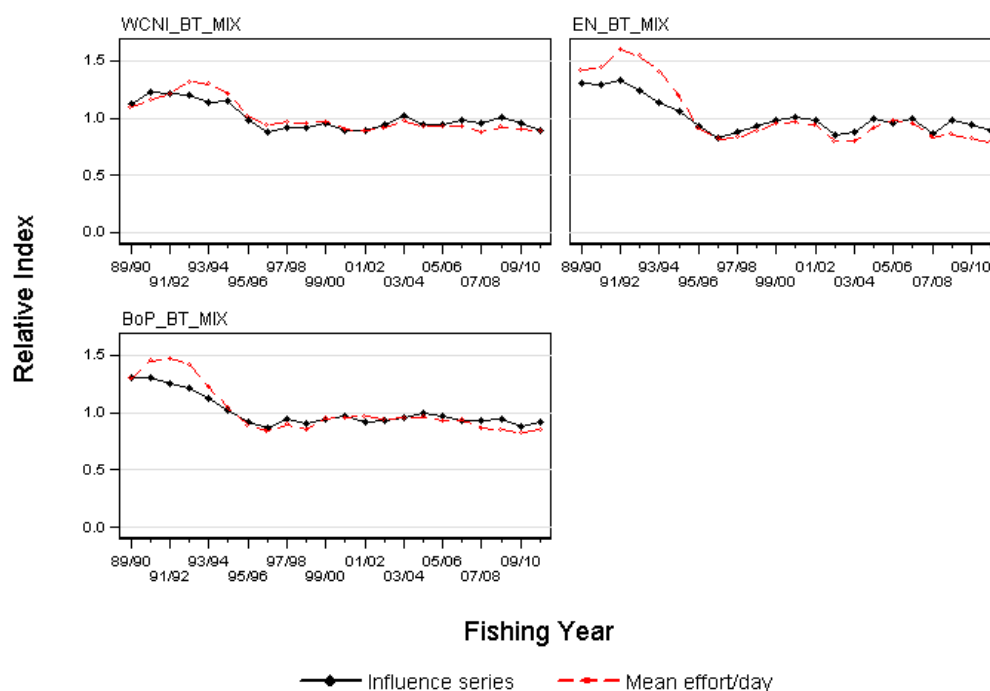 WCNI_BT_MIX
EN_BT_MIX
1.5
1.0
0.5
0.0
89/90 93/94 97/98 01/02 05/06 09/10
91/92 95/96 99/00 03/04 07/08
89/90 93/94 97/98 01/02 05/06 09/10
91/92 95/96 99/00 03/04 07/08
BoP_BT_MIX
1.5
1.0
0.5
0.0
89/90 93/94 97/98 01/02 05/06 09/10
91/92 95/96 99/00 03/04 07/08
Relative Index
Fishing Year
Influence series
Mean effort/day